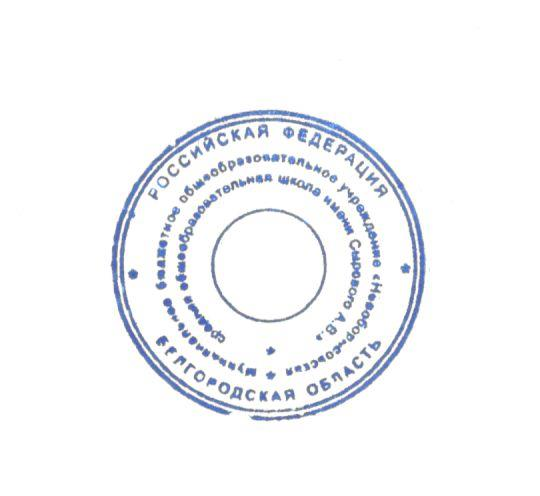 РОССИЙСКАЯ ФЕДЕРАЦИЯ
БЕЛГОРОДСКАЯ ОБЛАСТЬ
Муниципальное бюджетное общеобразовательное учреждение «Новоборисовская
средняя общеобразовательная школа имени Сырового А.В.»